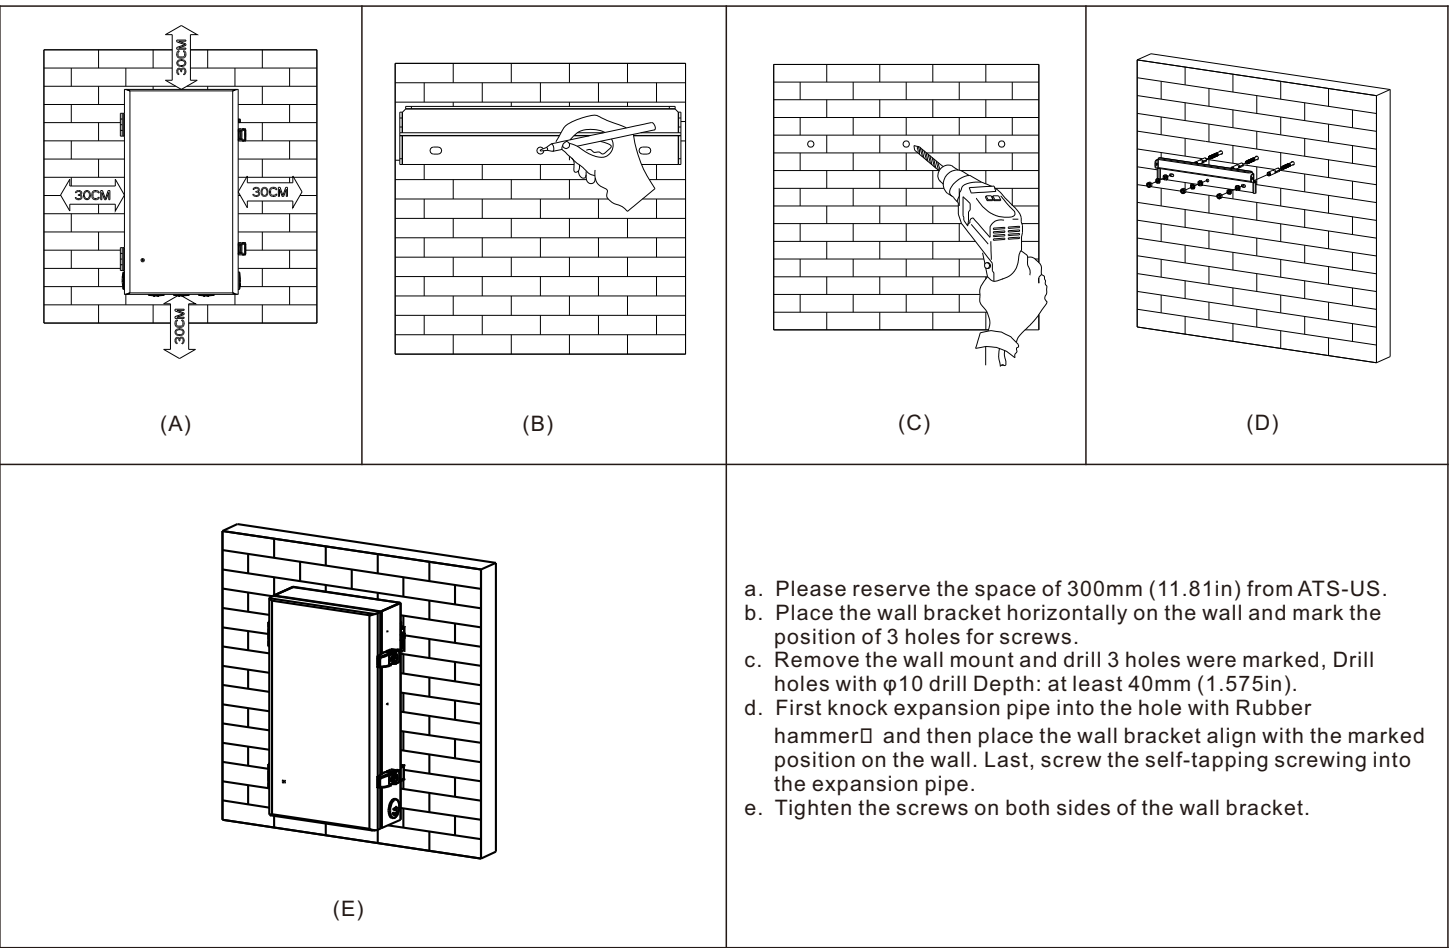 30CM
30CM
30CM
30CM
(A)
(B)
(C)
(D)
(E)
a. Please reserve the space of 300mm (11.81in) from ATS-US.
b. Place the wall bracket horizontally on the wall and mark the
position of 3 holes for screws.
c. Remove the wall mount and drill 3 holes were marked, Drill
holes with φ10 drill Depth: at least 40mm (1.575in).
d. First knock expansion pipe into the hole with Rubber
hammer▯ and then place the wall bracket align with the marked
position on the wall. Last, screw the self-tapping screwing into
the expansion pipe.
e. Tighten the screws on both sides of the wall bracket.